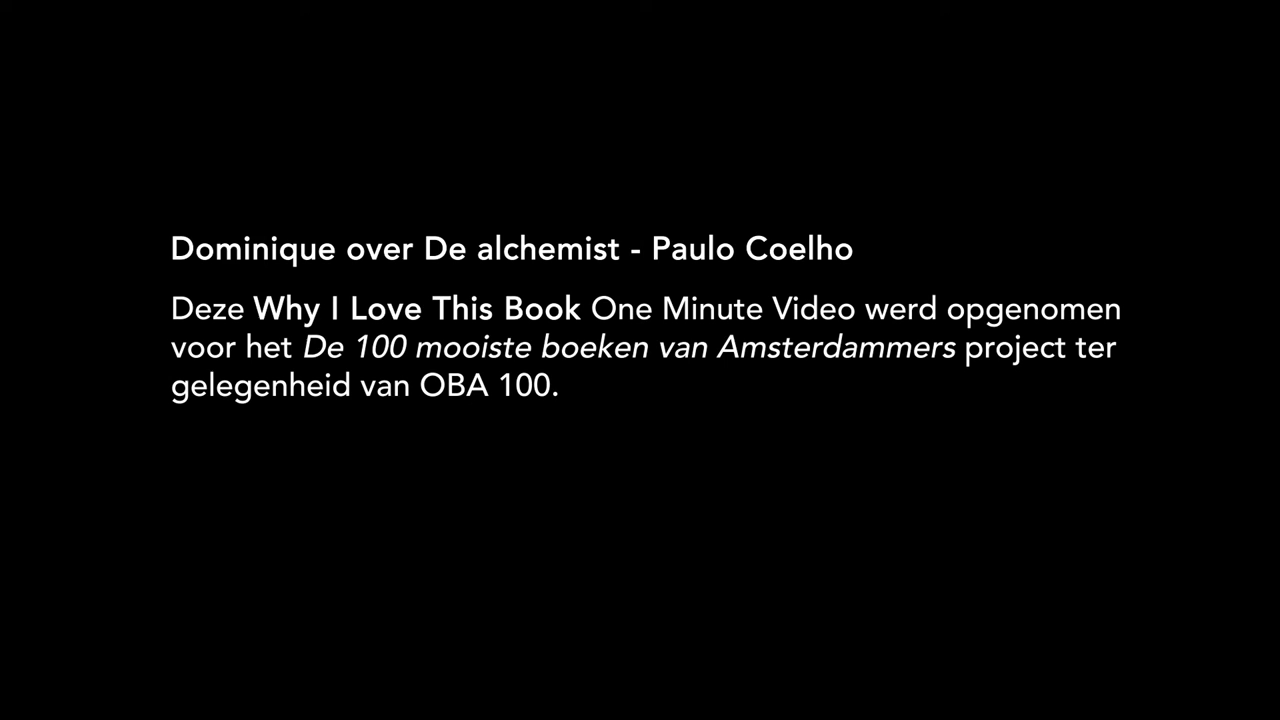 Dominique over De alchemist - Paulo Coelho
Deze Why I Love This Book One Minute Video werd opgenomen
voor het De 100 mooiste boeken van Amsterdammers project ter
gelegenheid van OBA 100.